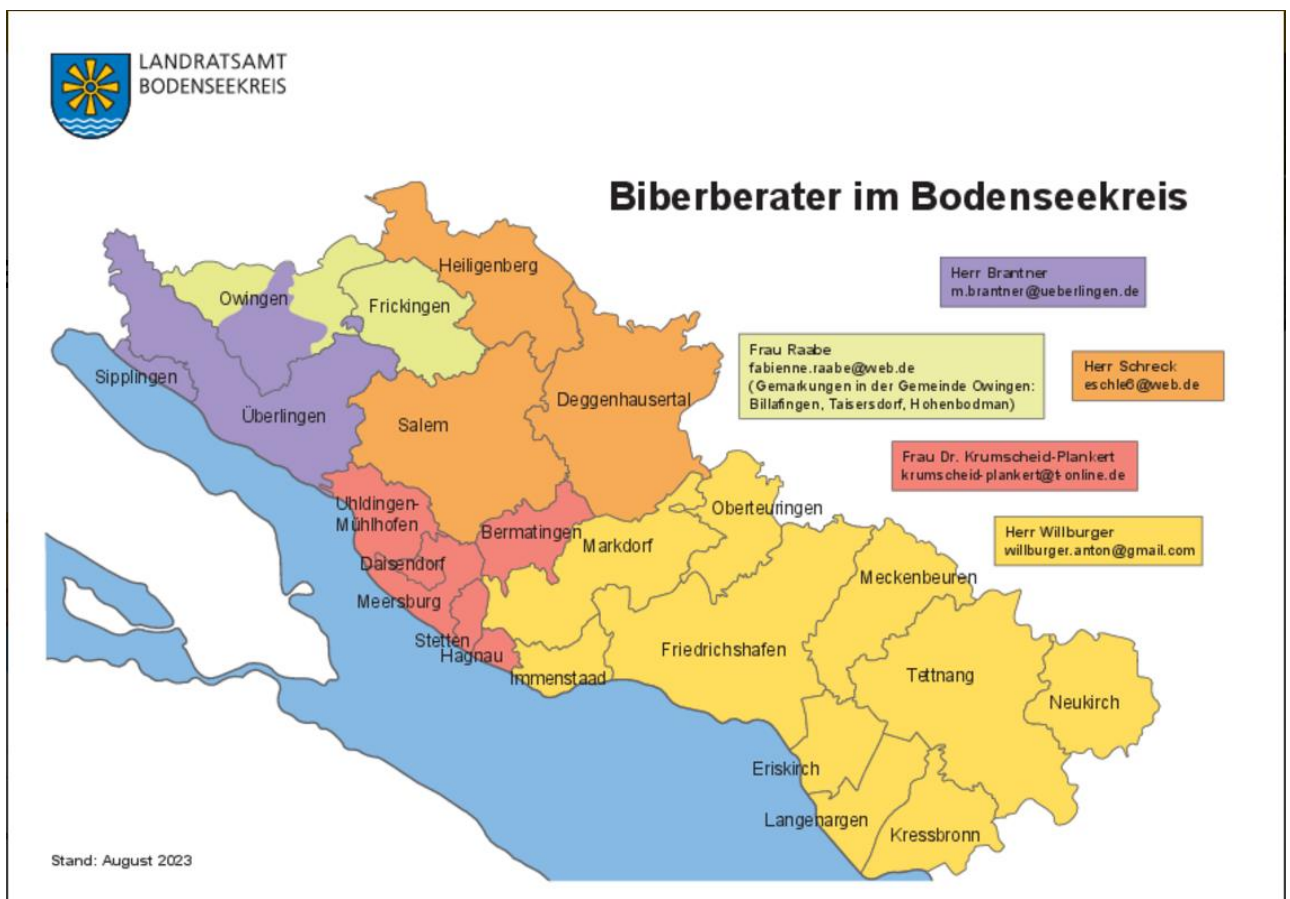 LANDRATSAMT
BODENSEEKREIS
Biberberater im Bodenseekreis
Herr Brantner
m.brantner@ueberlingen.de
Frau Raabe
fabienne.raabe@web.de
(Gemarkungen in der Gemeinde Owingen:
Billafingen, Taisersdorf, Hohenbodman)
Herr Schreck
eschle6@web.de
Frau Dr. Krumscheid-Plankert
krumscheid-plankert@t-online.de
Herr Willburger
willburger.anton@gmail.com
Heiligenberg
Owingen
Frickingen
Sipplingen
Deggenhausertal
Überlingen
Salem
Uhldingen-
Mühlhofen
Oberteuringen
Bermatingen
Markdorf
Daisendorf
Meckenbeuren
Meersburg
Stetten
Hagnau
Friedrichshafen
Immenstaad
Tettnang
Neukirch
Eriskirch
Langenargen
Kressbronn
Stand: August 2023